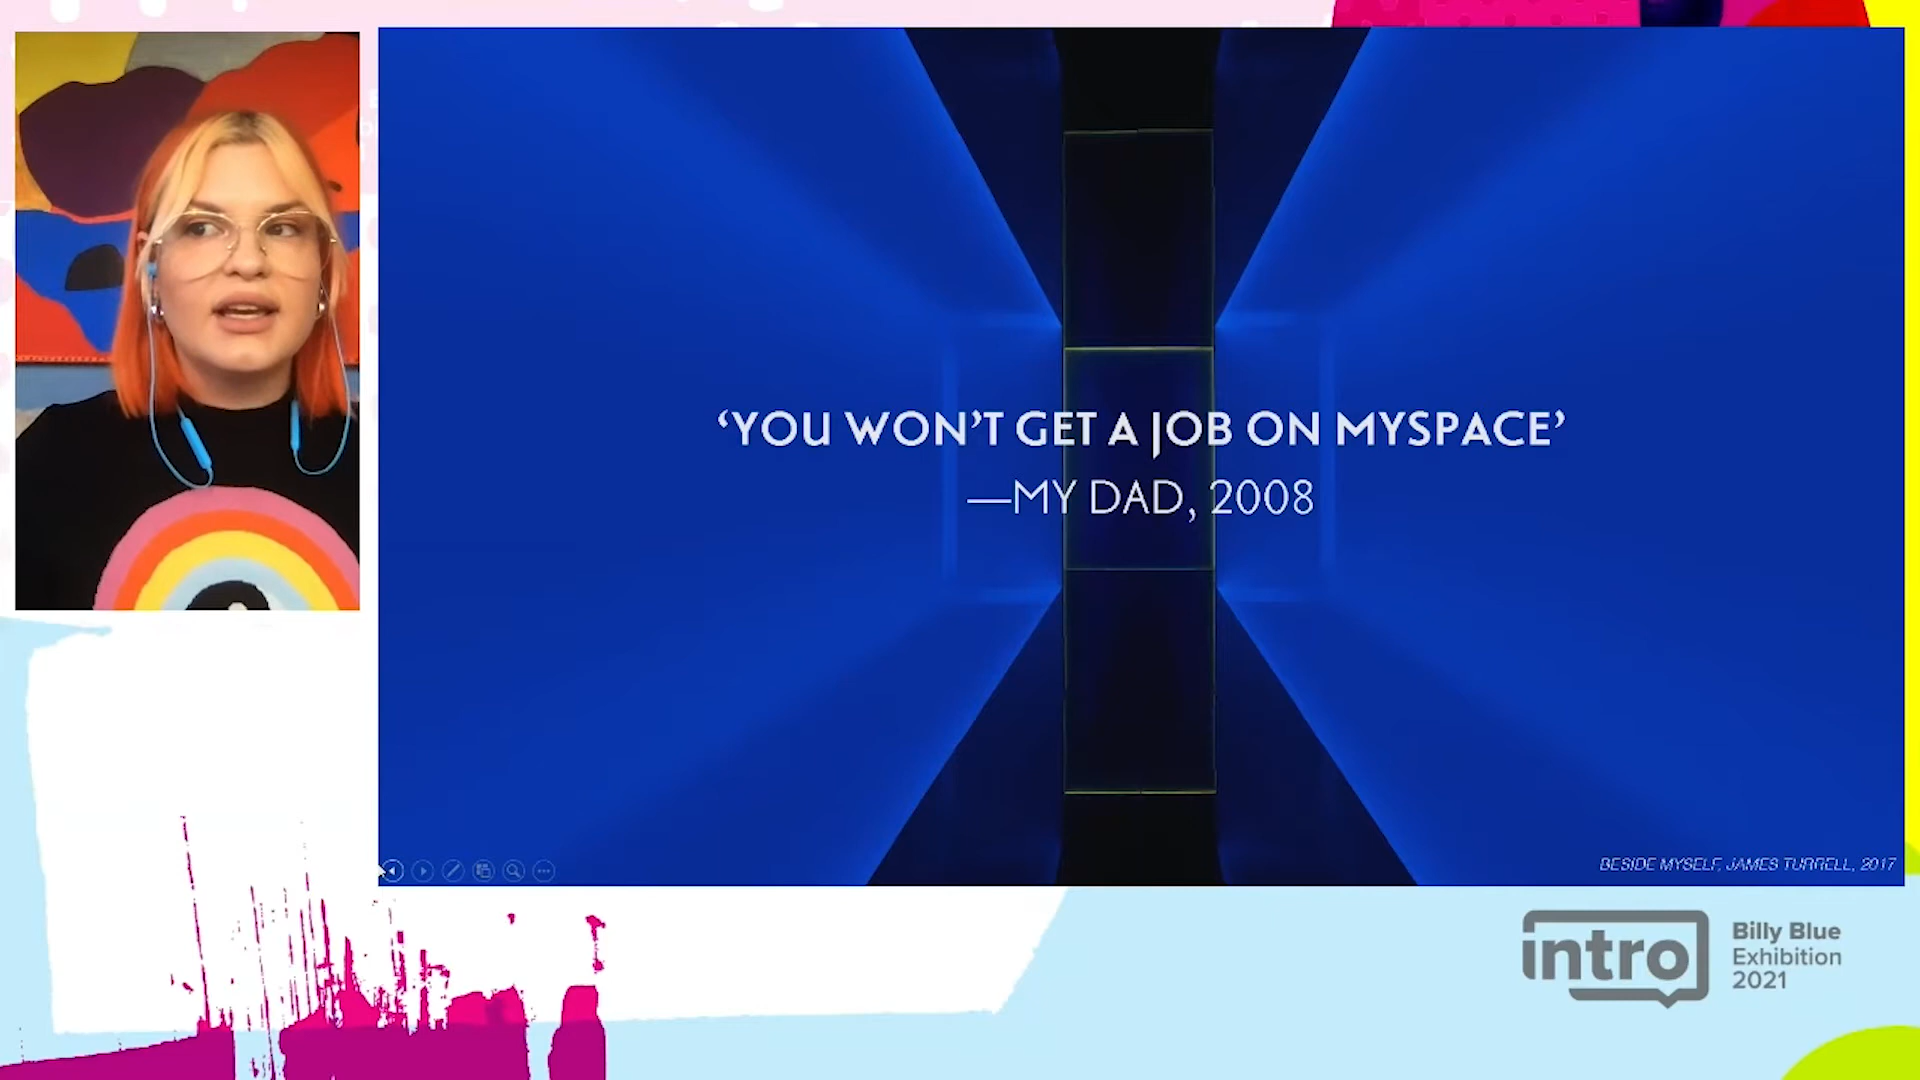 ‘YOU WON’T GET A JOB ON MYSPACE’
—MY DAD, 2008
BESIDE MYSELF, JAMES TURRELL, 2017
intro
Billy Blue
Exhibition
2021